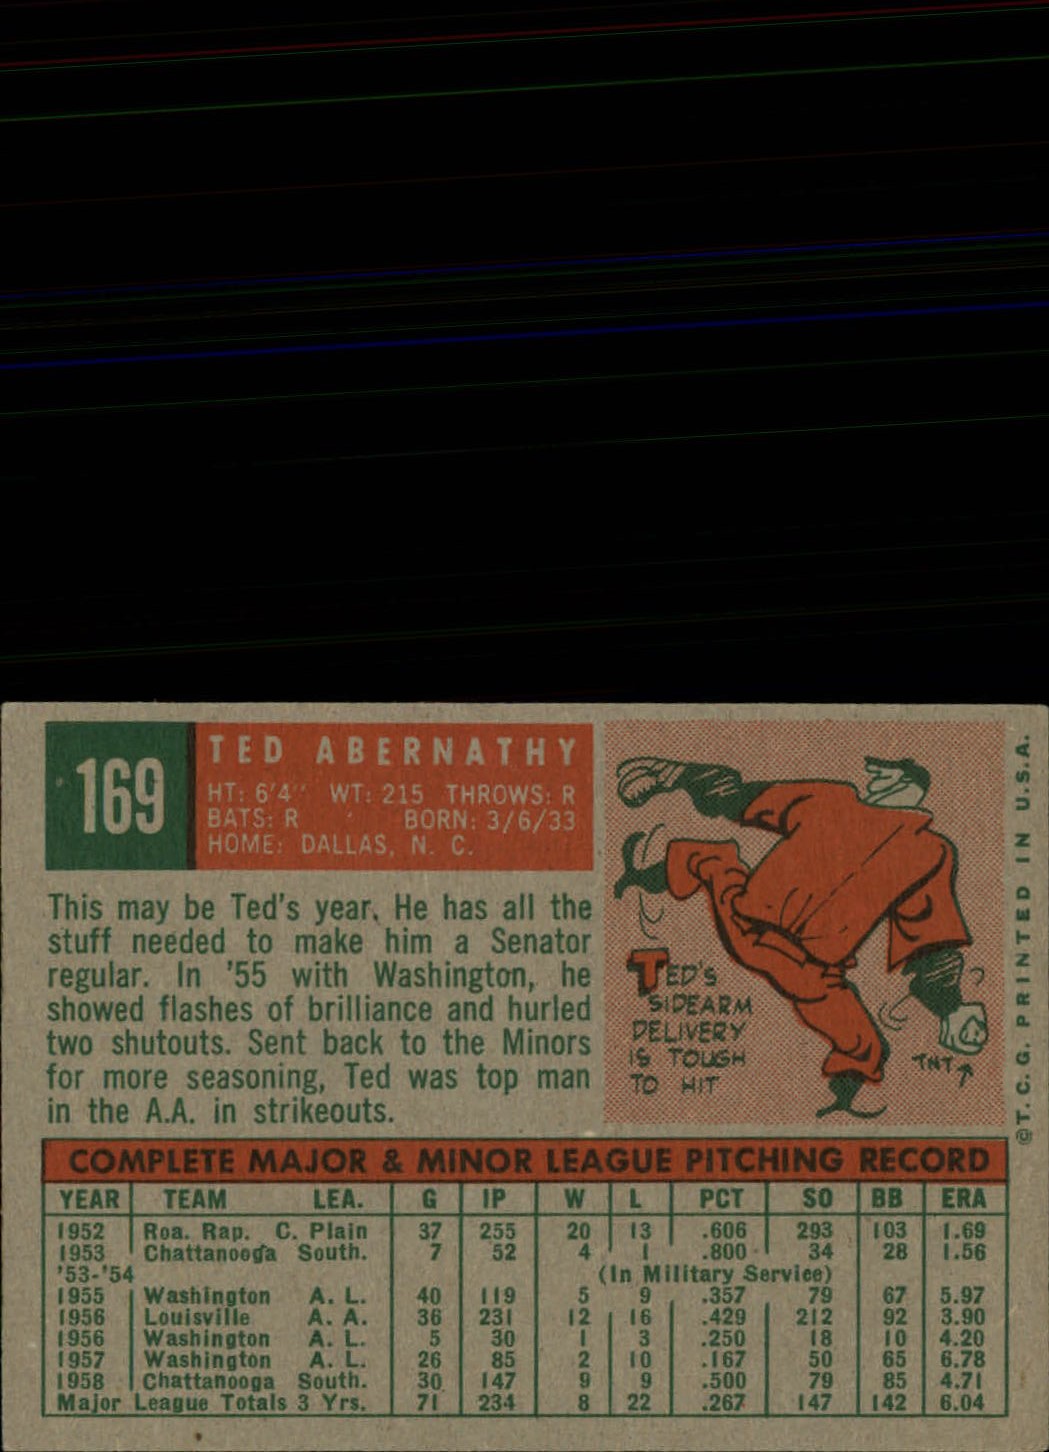 169
TED ABERNATHY
HT: 6'4" WT: 215 THROWS: R
BATS: R BORN: 3/6/33
HOME: DALLAS, N. C.
This may be Ted's year. He has all the
stuff needed to make him a Senator
regular. In '55 with Washington, he
showed flashes of brilliance and hurled
two shutouts. Sent back to the Minors
for more seasoning, Ted was top man
in the A.A. in strikeouts.
TED'S
SIDEARM
DELIVERY
IS TOUGH
TO HIT
TNT
©T.C.G. PRINTED IN U.S.A.
COMPLETE MAJOR & MINOR LEAGUE PITCHING RECORD
YEAR TEAM LEA. G IP W L PCT SO BB ERA
1952 Roa. Rap. C. Plain 37 255 20 13 .606 293 103 1.69
1953 Chattanooga South. 7 52 4 1 .800 34 28 1.56
'53-'54 (In Military Service)
1955 Washington A. L. 40 119 5 9 .357 79 67 5.97
1956 Louisville A. A. 36 231 12 16 .429 212 92 3.90
1956 Washington A. L. 5 30 1 3 .250 18 10 4.20
1957 Washington A. L. 26 85 2 10 .167 50 65 6.78
1958 Chattanooga South. 30 147 9 9 .500 79 85 4.71
Major League Totals 3 Yrs. 71 234 8 22 .267 147 142 6.04